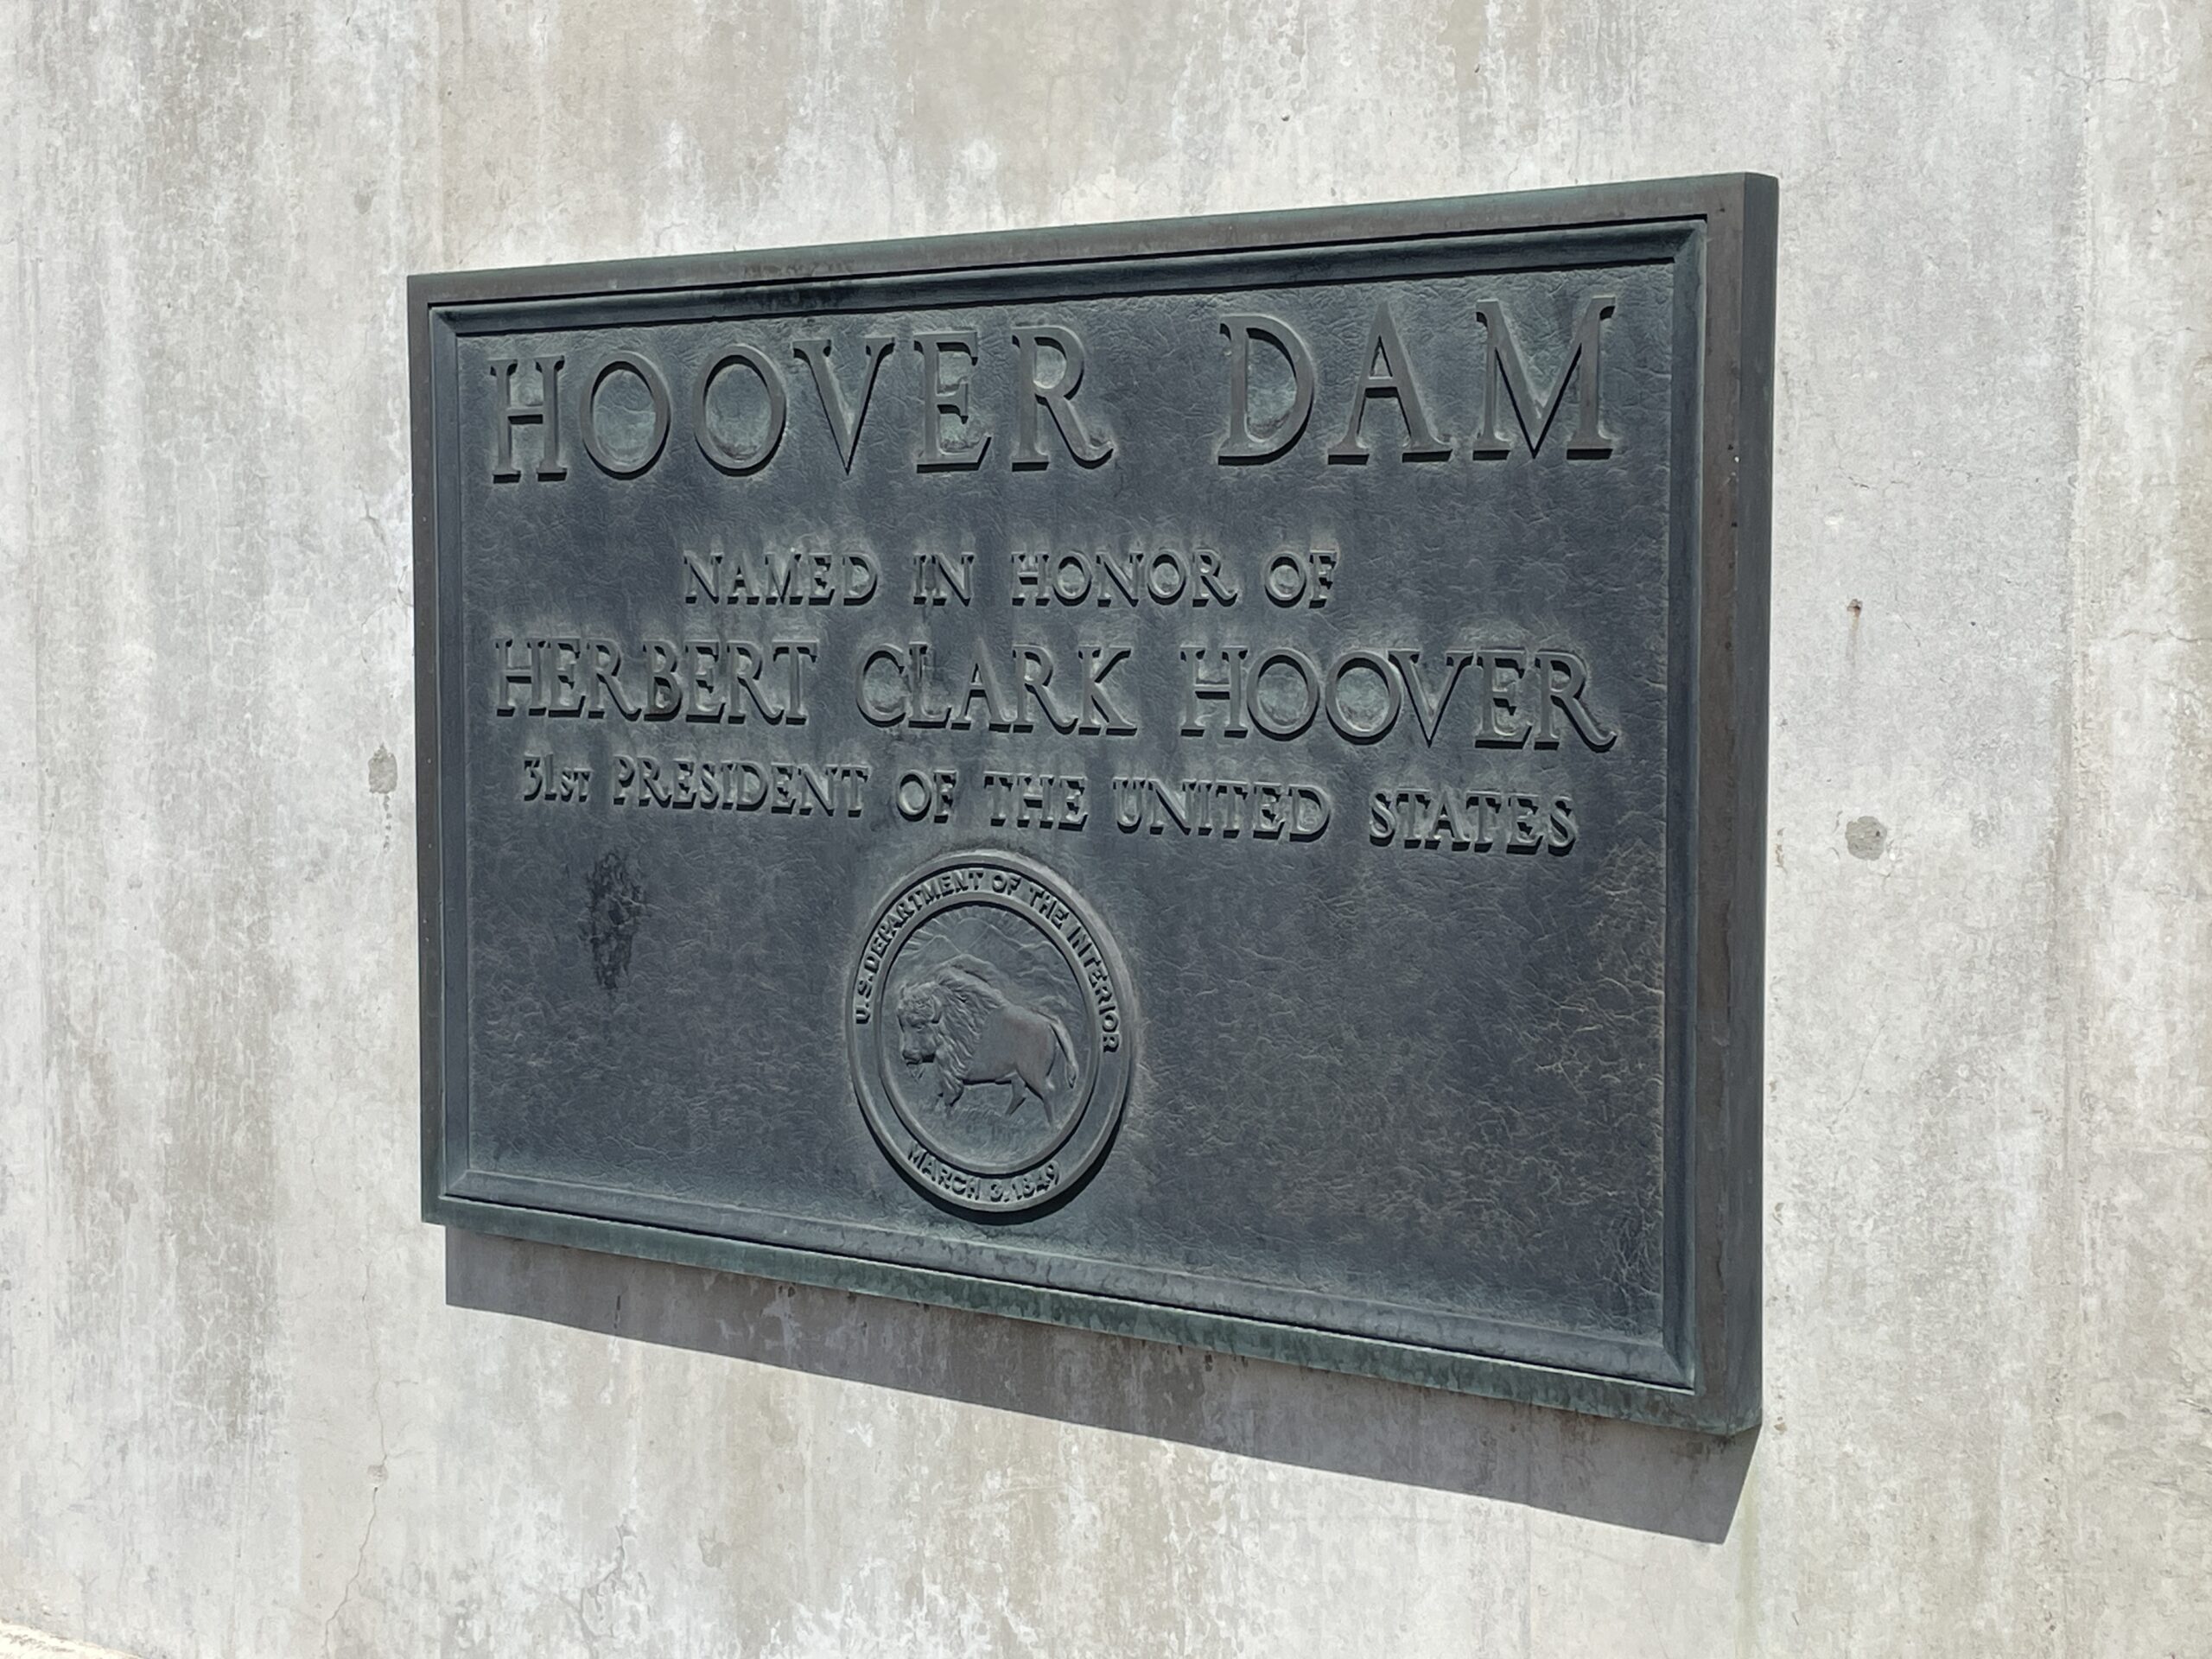 HOOVER DAM
NAMED IN HONOR OF
HERBERT CLARK HOOVER
31ST PRESIDENT OF THE UNITED STATES
U.S. DEPARTMENT OF THE INTERIOR
MARCH 3, 1849